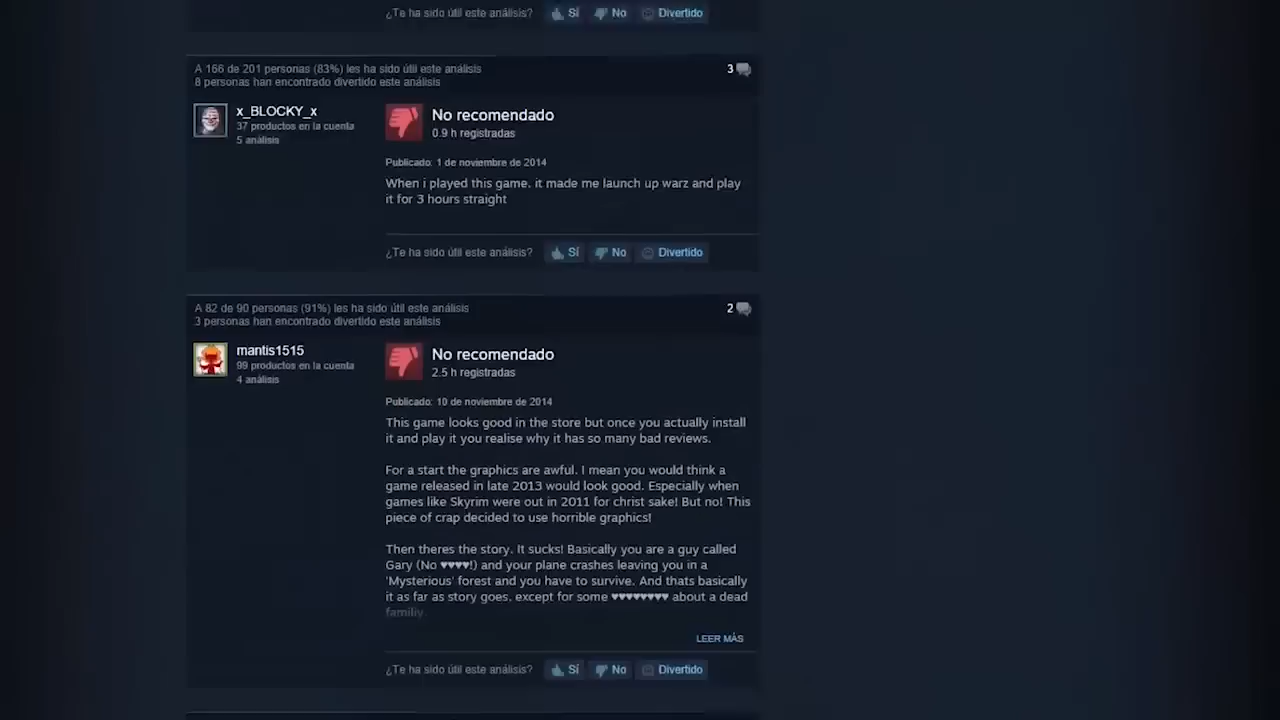 ¿Te ha sido útil este análisis? Sí No Divertido
A 166 de 201 personas (83%) les ha sido útil este análisis
3
8 personas han encontrado divertido este análisis
x_BLOCKY_x
37 productos en la cuenta
5 análisis
No recomendado
0.9 h registradas
Publicado: 1 de noviembre de 2014
When i played this game. it made me launch up warz and play
it for 3 hours straight
¿Te ha sido útil este análisis? Sí No Divertido
A 82 de 90 personas (91%) les ha sido útil este análisis
2
3 personas han encontrado divertido este análisis
mantis1515
99 productos en la cuenta
4 análisis
No recomendado
2.5 h registradas
Publicado: 10 de noviembre de 2014
This game looks good in the store but once you actually install
it and play it you realise why it has so many bad reviews.
For a start the graphics are awful. I mean you would think a
game released in late 2013 would look good. Especially when
games like Skyrim were out in 2011 for christ sake! But no! This
piece of crap decided to use horrible graphics!
Then theres the story. It sucks! Basically you are a guy called
Gary (No ♥♥♥♥!) and your plane crashes leaving you in a
'Mysterious' forest and you have to survive. And thats basically
it as far as story goes. except for some ♥♥♥♥♥♥♥♥ about a dead
familiy.
LEER MÁS
¿Te ha sido útil este análisis? Sí No Divertido